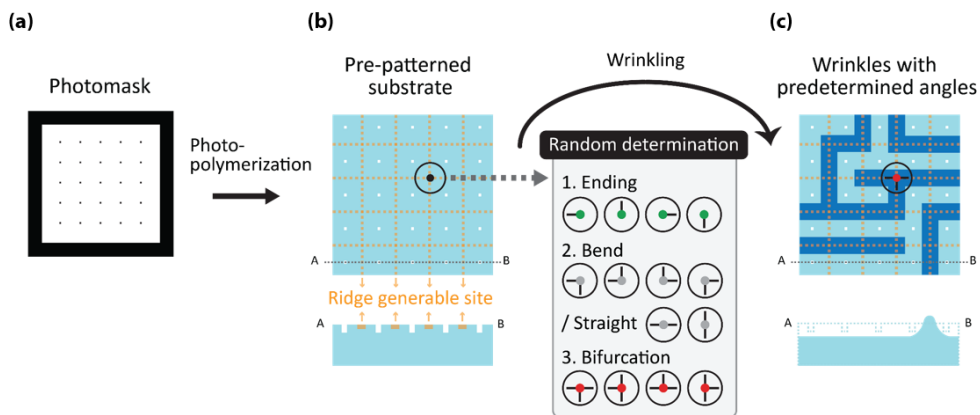 (a)
Photomask
Photo-
polymerization
(b)
Pre-patterned
substrate
A
B
Ridge generable site
A
B
Wrinkling
Random determination
1. Ending
2. Bend
/ Straight
3. Bifurcation
(c)
Wrinkles with
predetermined angles
A
B
A
B